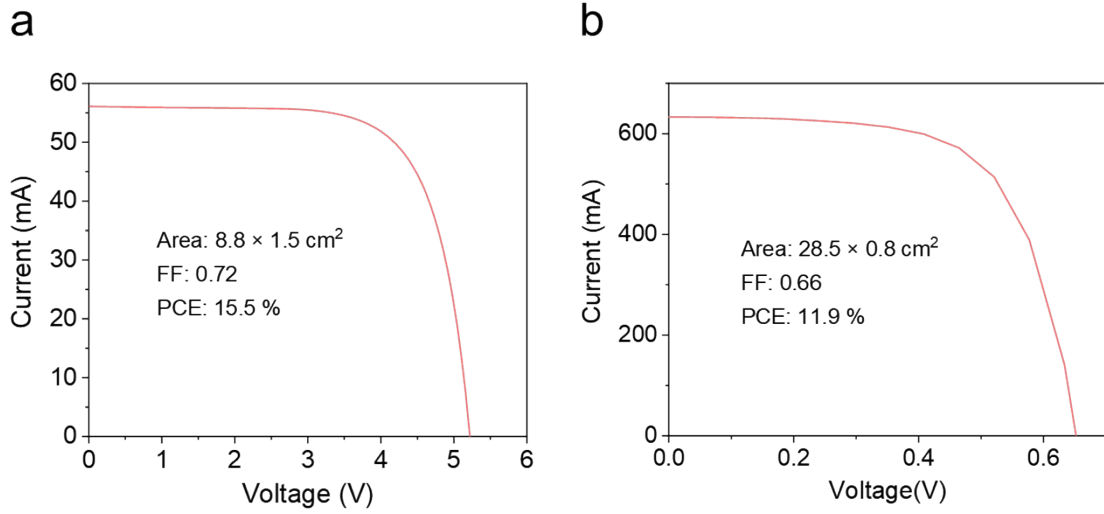 a
60
50
40
30
20
10
0
Current (mA)
Area: 8.8 × 1.5 cm²
FF: 0.72
PCE: 15.5 %
0 1 2 3 4 5 6
Voltage (V)
b
600
400
200
0
Current (mA)
Area: 28.5 × 0.8 cm²
FF: 0.66
PCE: 11.9 %
0.0 0.2 0.4 0.6
Voltage(V)